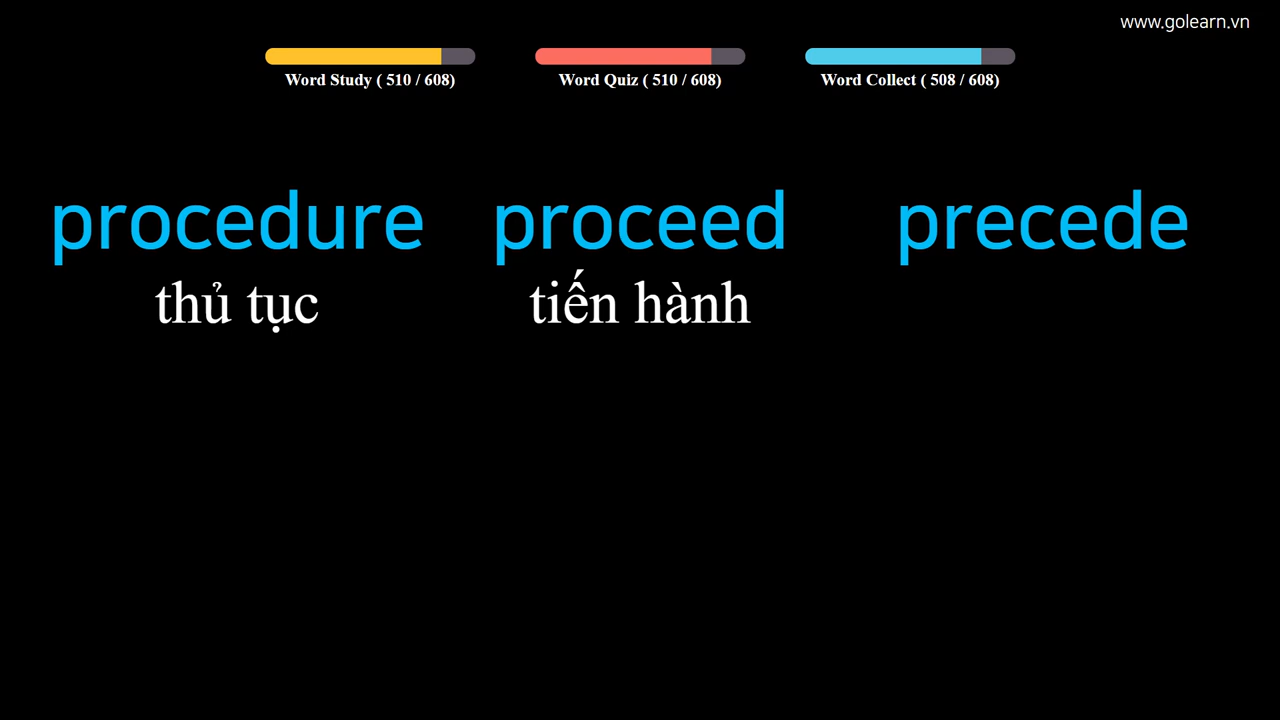 www.golearn.vn
Word Study ( 510 / 608) Word Quiz ( 510 / 608) Word Collect ( 508 / 608)
procedure proceed precede
thủ tục tiến hành